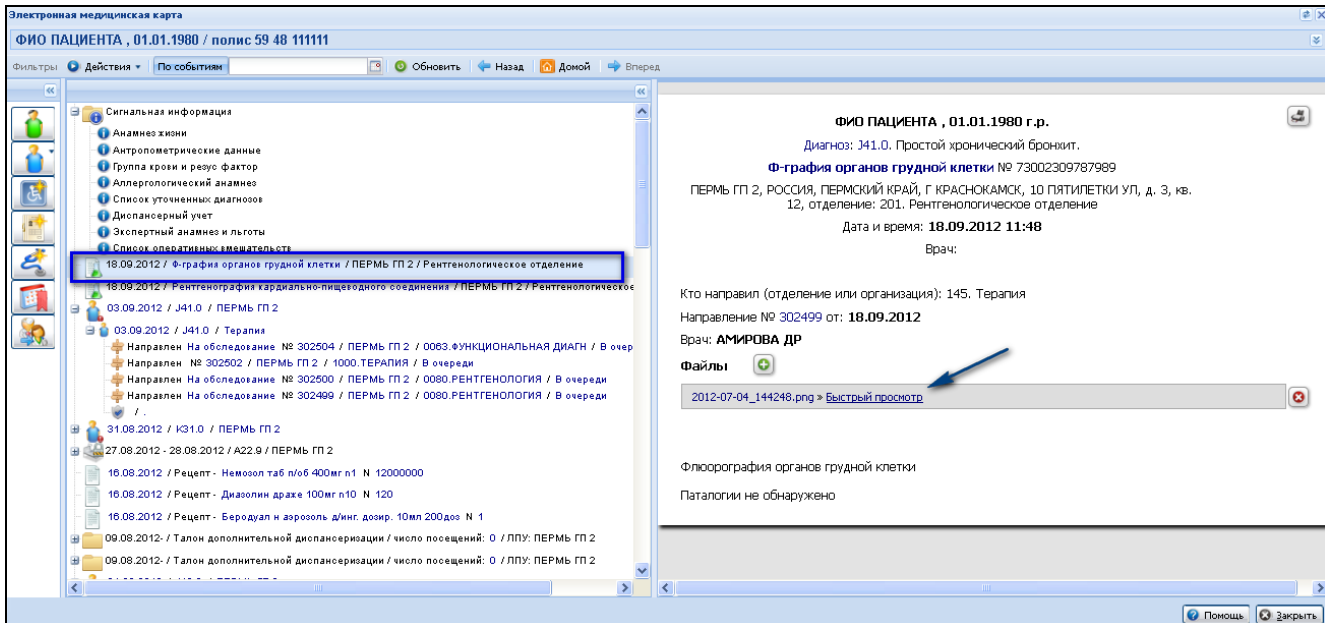 Электронная медицинская карта
ФИО ПАЦИЕНТА , 01.01.1980 / полис 59 48 111111
Фильтры Действия По событиям Обновить Назад Домой Вперед
Сигнальная информация
Анамнез жизни
Антропометрические данные
Группа крови и резус фактор
Аллергологический анамнез
Список уточненных диагнозов
Диспансерный учет
Экспертный анамнез и льготы
Список оперативных вмешательств
18.09.2012 / Ф-графия органов грудной клетки / ПЕРМЬ ГП 2 / Рентгенологическое отделение
18.09.2012 / Рентгенография кардиально-пищеводного соединения / ПЕРМЬ ГП 2 / Рентгенологическое
03.09.2012 / J41.0 / ПЕРМЬ ГП 2
03.09.2012 / J41.0 / Терапия
Направлен На обследование № 302504 / ПЕРМЬ ГП 2 / 0063.ФУНКЦИОНАЛЬНАЯ ДИАГН / В очер
Направлен № 302502 / ПЕРМЬ ГП 2 / 1000.ТЕРАПИЯ / В очереди
Направлен На обследование № 302500 / ПЕРМЬ ГП 2 / 0080.РЕНТГЕНОЛОГИЯ / В очереди
Направлен На обследование № 302499 / ПЕРМЬ ГП 2 / 0080.РЕНТГЕНОЛОГИЯ / В очереди
/ .
31.08.2012 / K31.0 / ПЕРМЬ ГП 2
27.08.2012 - 28.08.2012 / A22.9 / ПЕРМЬ ГП 2
16.08.2012 / Рецепт - Немозол таб п/об 400мг n1 N 12000000
16.08.2012 / Рецепт - Диазолин драже 100мг n10 N 120
16.08.2012 / Рецепт - Беродуал н аэрозоль д/инг. дозир. 10мл 200доз N 1
09.08.2012- / Талон дополнительной диспансеризации / число посещений: 0 / ЛПУ: ПЕРМЬ ГП 2
09.08.2012- / Талон дополнительной диспансеризации / число посещений: 0 / ЛПУ: ПЕРМЬ ГП 2
ФИО ПАЦИЕНТА , 01.01.1980 г.р.
Диагноз: J41.0. Простой хронический бронхит.
Ф-графия органов грудной клетки № 73002309787989
ПЕРМЬ ГП 2, РОССИЯ, ПЕРМСКИЙ КРАЙ, Г КРАСНОКАМСК, 10 ПЯТИЛЕТКИ УЛ, д. 3, кв.
12, отделение: 201. Рентгенологическое отделение
Дата и время: 18.09.2012 11:48
Врач:
Кто направил (отделение или организация): 145. Терапия
Направление № 302499 от: 18.09.2012
Врач: АМИРОВА ДР
Файлы
2012-07-04_144248.png » Быстрый просмотр
Флюорография органов грудной клетки
Паталогии не обнаружено
Помощь Закрыть